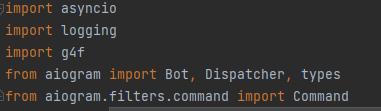 import asyncio
import logging
import g4f
from aiogram import Bot, Dispatcher, types
from aiogram.filters.command import Command